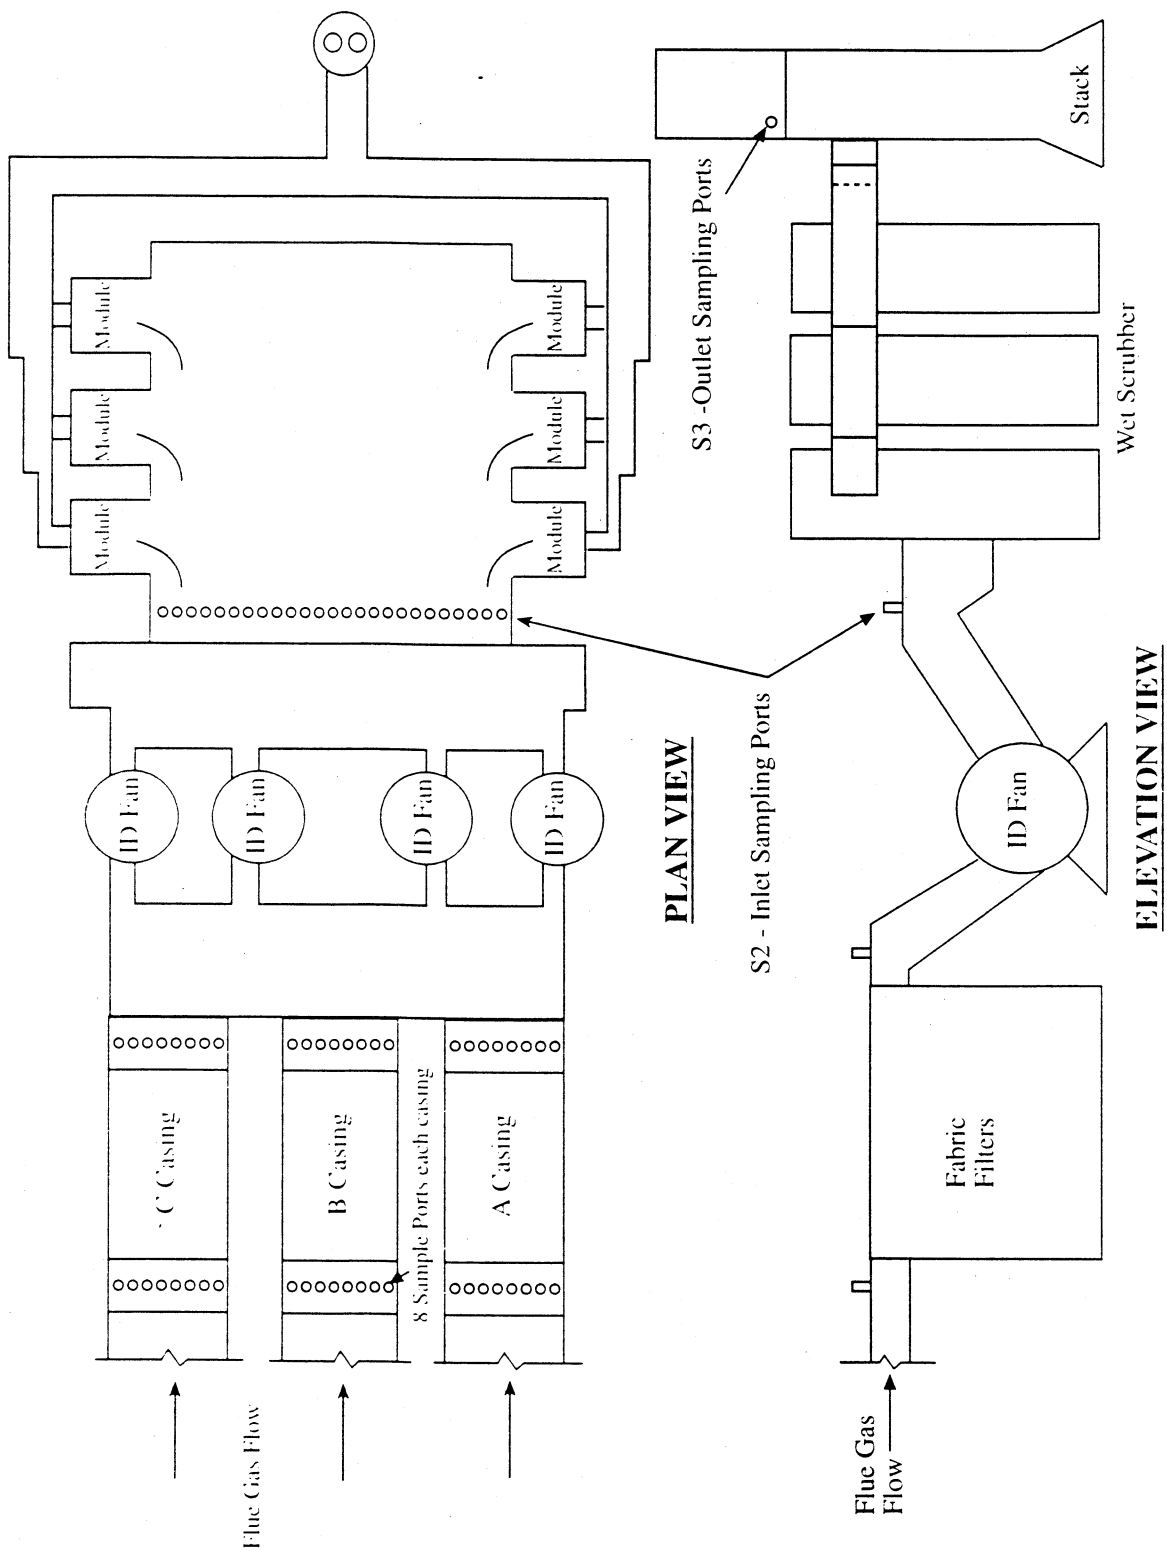 Flue Gas Flow
C Casing
B Casing
A Casing
8 Sample Ports each casing
ID Fan
ID Fan
ID Fan
ID Fan
Module
Module
Module
Module
Module
Module
PLAN VIEW
S2 - Inlet Sampling Ports
S3 -Outlet Sampling Ports
Flue Gas
Flow
Fabric
Filters
ID Fan
Wet Scrubber
Stack
ELEVATION VIEW